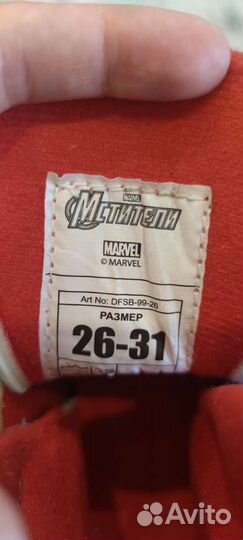 MARVEL
МСТИТЕЛИ
MARVEL
© MARVEL
Art No: DFSB-99-26
РАЗМЕР
26-31
Avito